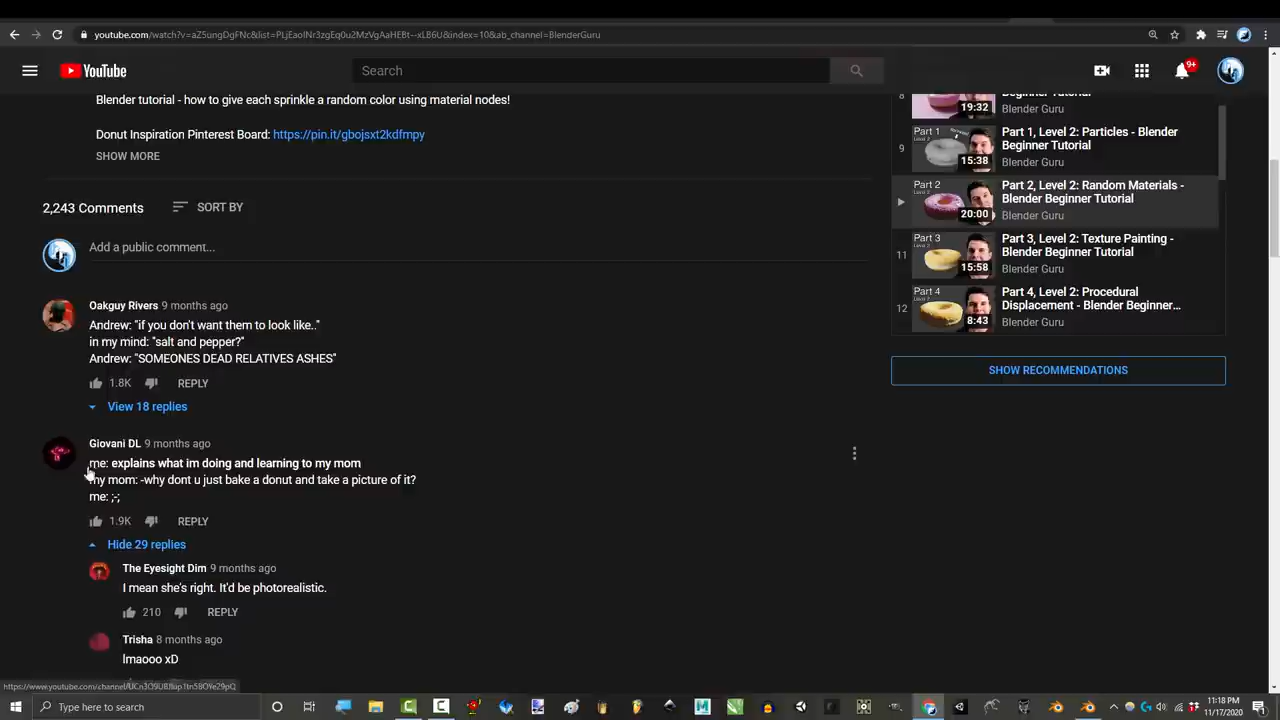 youtube.com/watch?v=aZ5ungDgFNc&list=PLjEaoINr3zgEq0u2MzVgAaHEBt--xLB6U&index=10&ab_channel=BlenderGuru
YouTube
Search
9+
Blender tutorial - how to give each sprinkle a random color using material nodes!
Donut Inspiration Pinterest Board: https://pin.it/gbojsxt2kdfmpy
SHOW MORE
2,243 Comments
SORT BY
Add a public comment...
Oakguy Rivers 9 months ago
Andrew: "if you don't want them to look like.."
in my mind: "salt and pepper?"
Andrew: "SOMEONES DEAD RELATIVES ASHES"
1.8K
REPLY
View 18 replies
Giovani DL 9 months ago
me: explains what im doing and learning to my mom
my mom: -why dont u just bake a donut and take a picture of it?
me: ;-;
1.9K
REPLY
Hide 29 replies
The Eyesight Dim 9 months ago
I mean she's right. It'd be photorealistic.
210
REPLY
Trisha 8 months ago
lmaooo xD
8
19:32
Beginner Tutorial
Blender Guru
9
Part 1
Level 2
15:38
Part 1, Level 2: Particles - Blender
Beginner Tutorial
Blender Guru
Part 2
20:00
Part 2, Level 2: Random Materials -
Blender Beginner Tutorial
Blender Guru
11
Part 3
15:58
Part 3, Level 2: Texture Painting -
Blender Beginner Tutorial
Blender Guru
12
Part 4
8:43
Part 4, Level 2: Procedural
Displacement - Blender Beginner...
Blender Guru
SHOW RECOMMENDATIONS
Type here to search
11:18 PM
11/17/2020